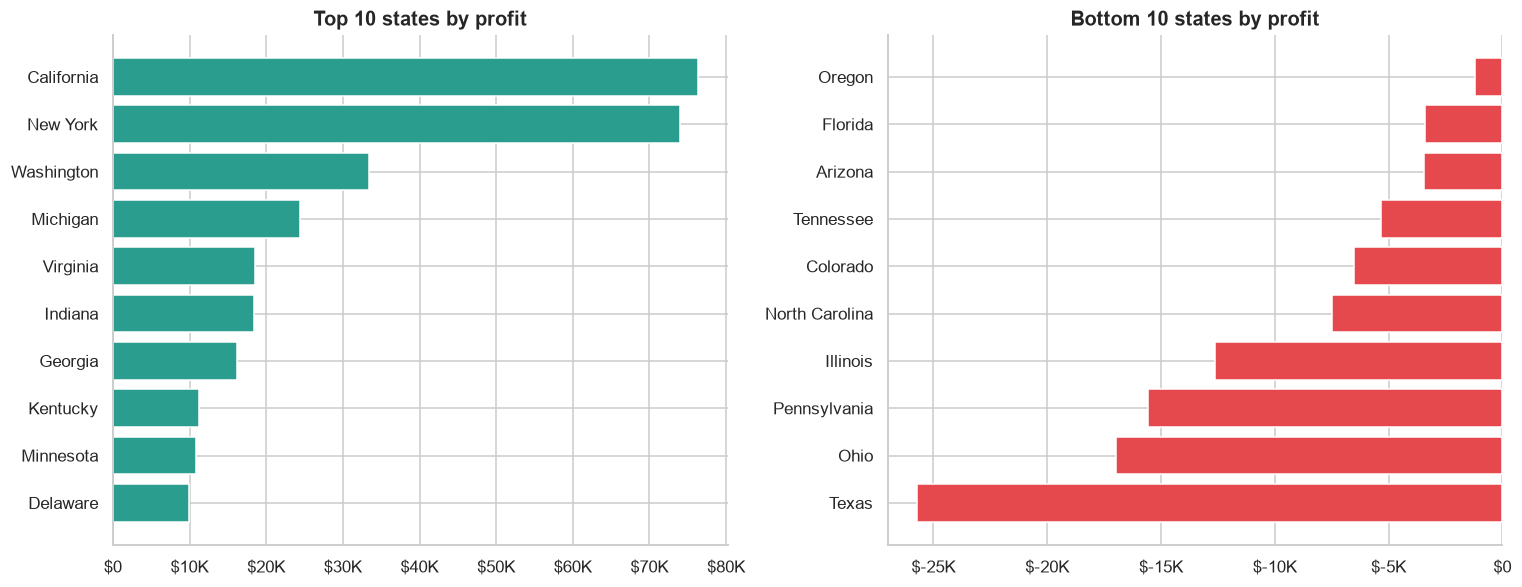 Top 10 states by profit
California
New York
Washington
Michigan
Virginia
Indiana
Georgia
Kentucky
Minnesota
Delaware
$0 $10K $20K $30K $40K $50K $60K $70K $80K
Bottom 10 states by profit
Oregon
Florida
Arizona
Tennessee
Colorado
North Carolina
Illinois
Pennsylvania
Ohio
Texas
$-25K $-20K $-15K $-10K $-5K $0